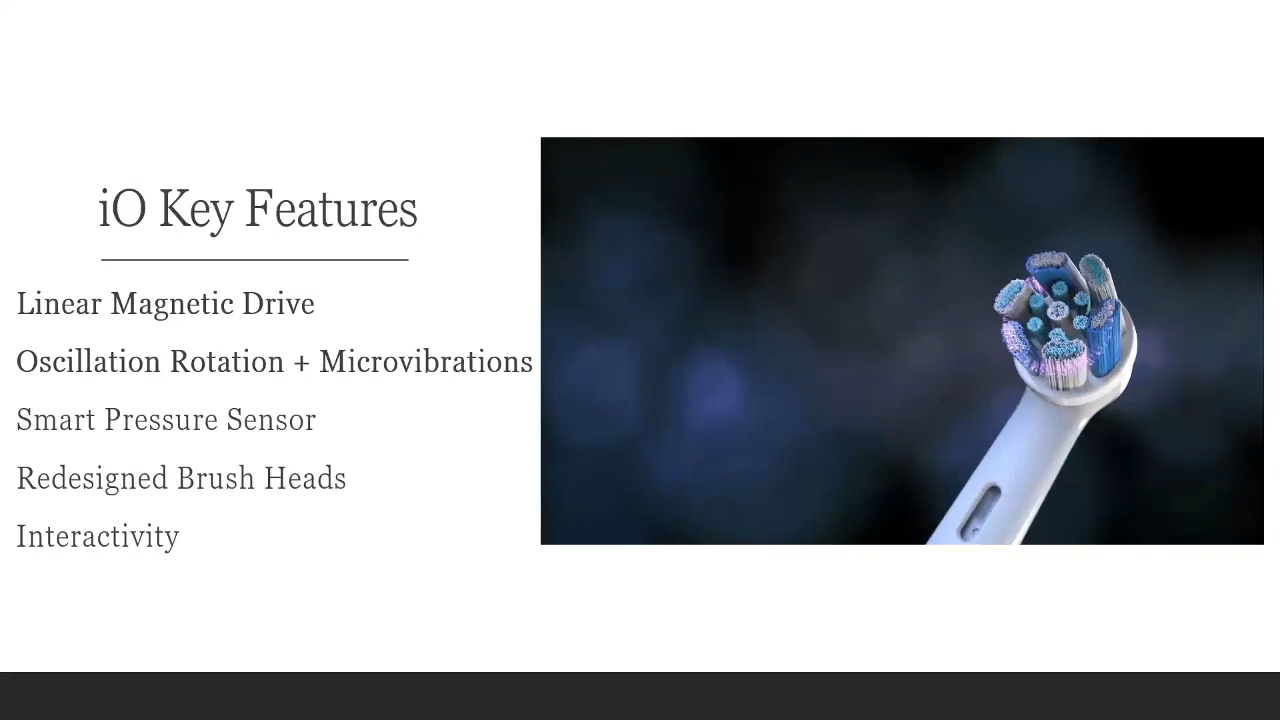 iO Key Features
Linear Magnetic Drive
Oscillation Rotation + Microvibrations
Smart Pressure Sensor
Redesigned Brush Heads
Interactivity